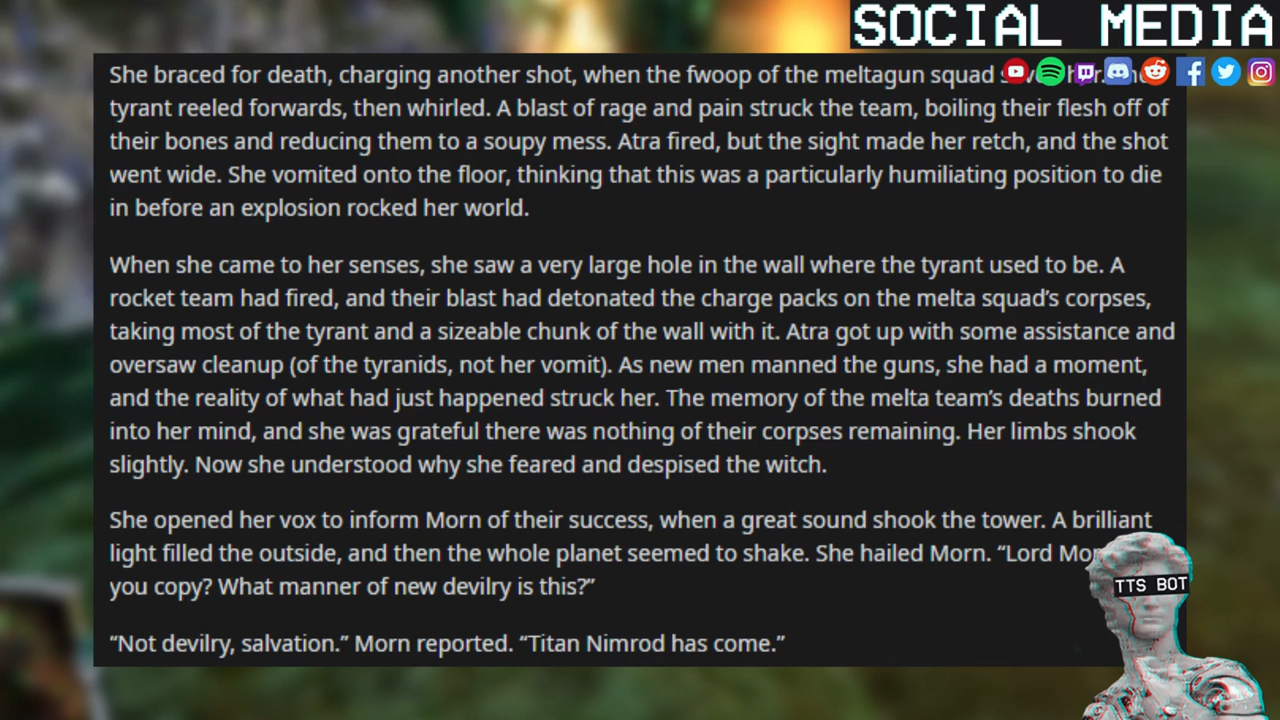 SOCIAL MEDIA
She braced for death, charging another shot, when the fwoop of the meltagun squad
tyrant reeled forwards, then whirled. A blast of rage and pain struck the team, boiling their flesh off of
their bones and reducing them to a soupy mess. Atra fired, but the sight made her retch, and the shot
went wide. She vomited onto the floor, thinking that this was a particularly humiliating position to die
in before an explosion rocked her world.
When she came to her senses, she saw a very large hole in the wall where the tyrant used to be. A
rocket team had fired, and their blast had detonated the charge packs on the melta squad’s corpses,
taking most of the tyrant and a sizeable chunk of the wall with it. Atra got up with some assistance and
oversaw cleanup (of the tyranids, not her vomit). As new men manned the guns, she had a moment,
and the reality of what had just happened struck her. The memory of the melta team’s deaths burned
into her mind, and she was grateful there was nothing of their corpses remaining. Her limbs shook
slightly. Now she understood why she feared and despised the witch.
She opened her vox to inform Morn of their success, when a great sound shook the tower. A brilliant
light filled the outside, and then the whole planet seemed to shake. She hailed Morn. “Lord
you copy? What manner of new devilry is this?”
“Not devilry, salvation.” Morn reported. “Titan Nimrod has come.”
TTS BOT